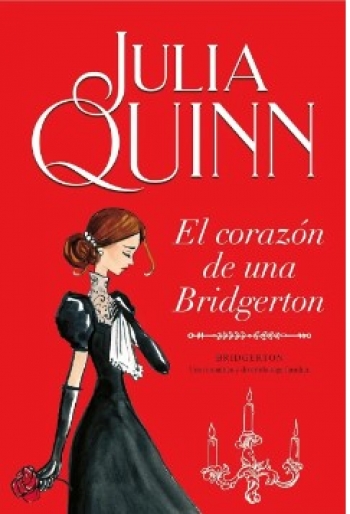 JULIA
QUINN
El corazón
de una
Bridgerton
BRIDGERTON